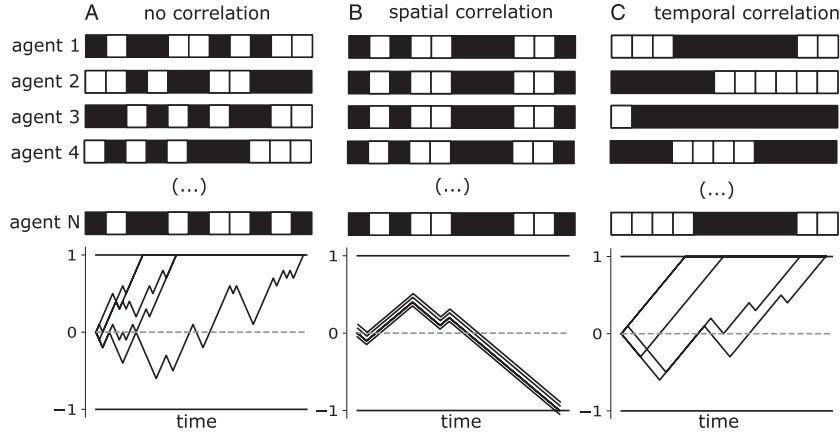 A no correlation B spatial correlation C temporal correlation
agent 1
agent 2
agent 3
agent 4
(...) (...) (...)
agent N
1 1 1
0 0 0
−1 −1 −1
time time time